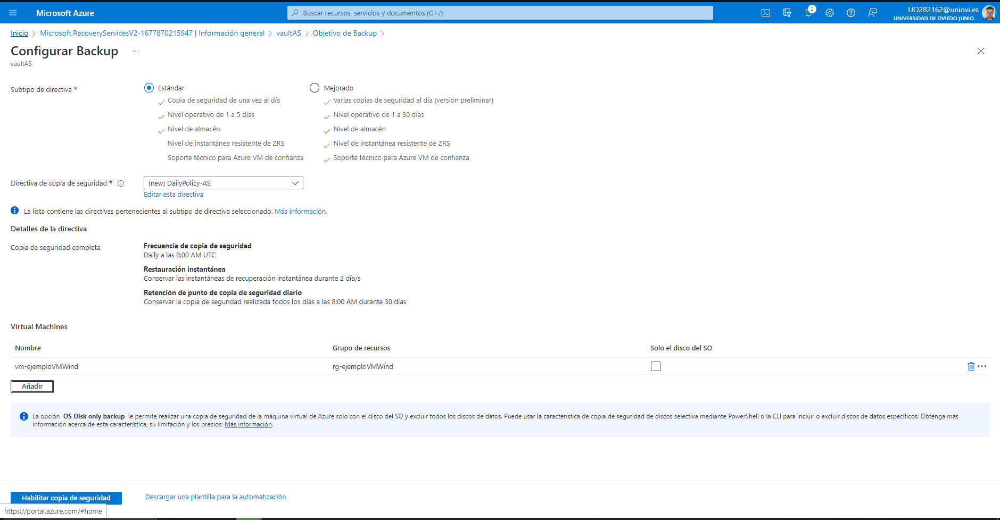 Microsoft Azure
Buscar recursos, servicios y documentos (G+/)
2
UO282162@uniovi.es
UNIVERSIDAD DE OVIEDO (UNIO...
Inicio > Microsoft.RecoveryServicesV2-1677870215947 | Información general > vaultAS > Objetivo de Backup >
Configurar Backup ...
vaultAS
Subtipo de directiva *
Estándar
Copia de seguridad de una vez al día
Nivel operativo de 1 a 5 días
Nivel de almacén
Nivel de instantánea resistente de ZRS
Soporte técnico para Azure VM de confianza
Mejorado
Varias copias de seguridad al día (versión preliminar)
Nivel operativo de 1 a 30 días
Nivel de almacén
Nivel de instantánea resistente de ZRS
Soporte técnico para Azure VM de confianza
Directiva de copia de seguridad *
(new) DailyPolicy-AS
Editar esta directiva
La lista contiene las directivas pertenecientes al subtipo de directiva seleccionado. Más información.
Detalles de la directiva
Copia de seguridad completa
Frecuencia de copia de seguridad
Daily a las 8:00 AM UTC
Restauración instantánea
Conservar las instantáneas de recuperación instantánea durante 2 día/s
Retención de punto de copia de seguridad diario
Conservar la copia de seguridad realizada todos los días a las 8:00 AM durante 30 días
Virtual Machines
Nombre Grupo de recursos Solo el disco del SO
vm-ejemploVMWind rg-ejemploVMWind
Añadir
La opción OS Disk only backup le permite realizar una copia de seguridad de la máquina virtual de Azure solo con el disco del SO y excluir todos los discos de datos. Puede usar la característica de copia de seguridad de discos selectiva mediante PowerShell o la CLI para incluir o excluir discos de datos específicos. Obtenga más
información acerca de esta característica, su limitación y los precios: Más información.
Habilitar copia de seguridad
Descargar una plantilla para la automatización
https://portal.azure.com/#home